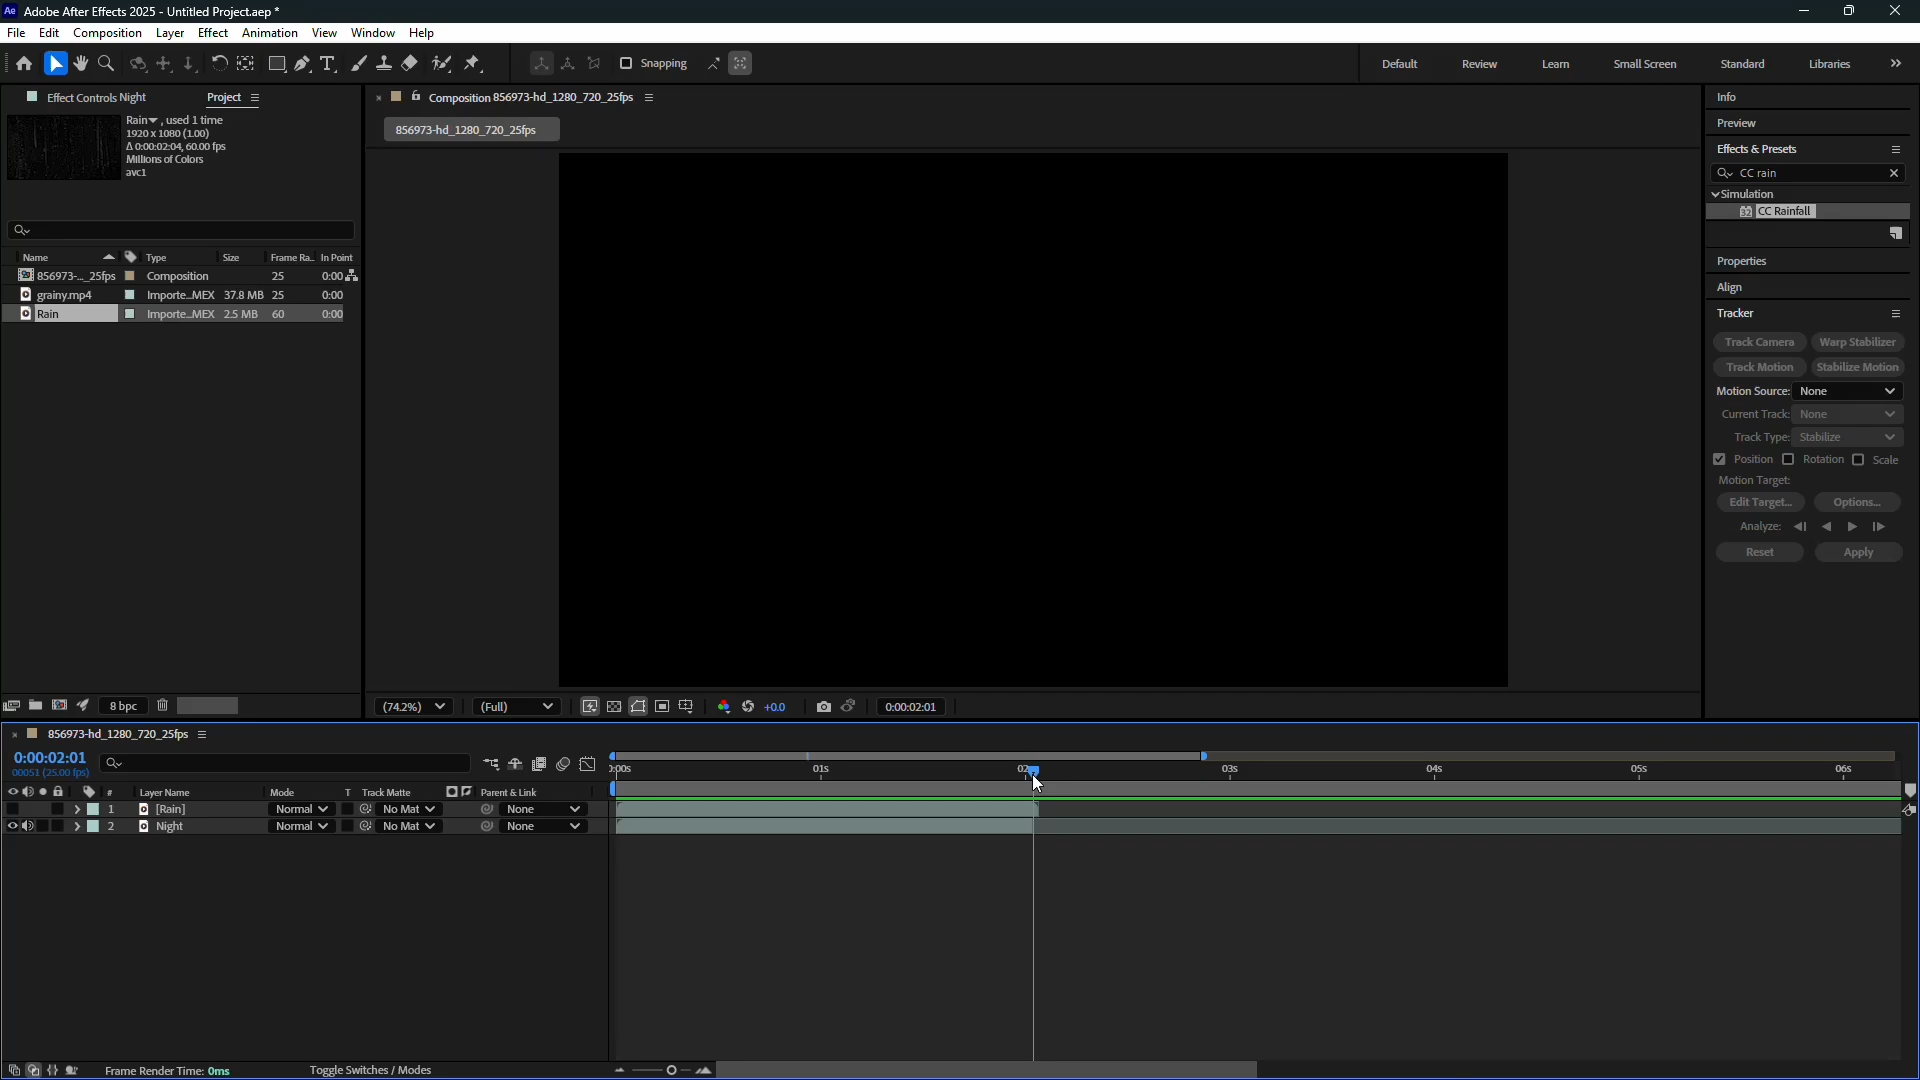 Ae Adobe After Effects 2025 - Untitled Project.aep *
File Edit Composition Layer Effect Animation View Window Help
Snapping
Default Review Learn Small Screen Standard Libraries
Effect Controls Night Project
Rain , used 1 time
1920 x 1080 (1.00)
Δ 0:00:02:04, 60.00 fps
Millions of Colors
avc1
Name Type Size Frame Ra... In Point
856973-..._25fps Composition 25 0:00
grainy.mp4 Importe...MEX 37.8 MB 25 0:00
Rain Importe...MEX 2.5 MB 60 0:00
8 bpc
Composition 856973-hd_1280_720_25fps
856973-hd_1280_720_25fps
(74.2%) (Full) +0.0 0:00:02:01
Info
Preview
Effects & Presets
CC rain
Simulation
32 CC Rainfall
Properties
Align
Tracker
Track Camera Warp Stabilizer
Track Motion Stabilize Motion
Motion Source: None
Current Track: None
Track Type: Stabilize
Position Rotation Scale
Motion Target:
Edit Target... Options...
Analyze:
Reset Apply
856973-hd_1280_720_25fps
0:00:02:01
00051 (25.00 fps)
01s 03s 04s 05s 06s
# Layer Name Mode T Track Matte Parent & Link
1 [Rain] Normal No Mat None
2 Night Normal No Mat None
Frame Render Time: 0ms Toggle Switches / Modes